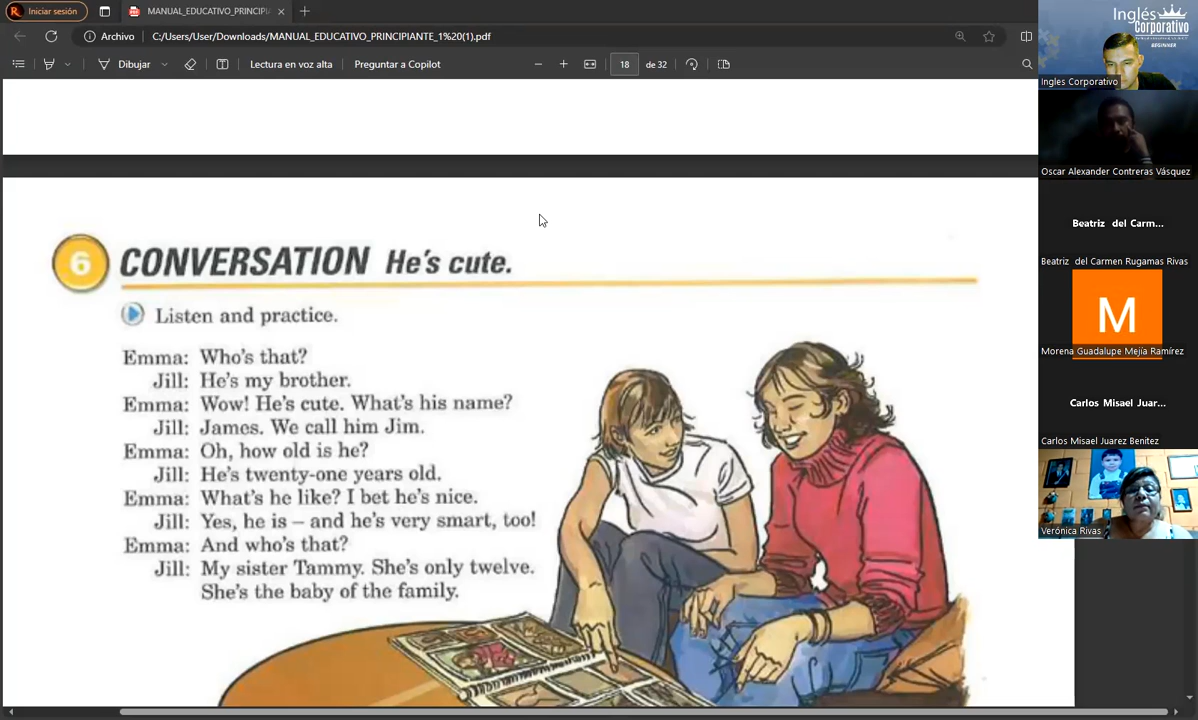 Iniciar sesión
MANUAL_EDUCATIVO_PRINCIPIA
Archivo
C:/Users/User/Downloads/MANUAL_EDUCATIVO_PRINCIPIANTE_1%20(1).pdf
Dibujar
Lectura en voz alta
Preguntar a Copilot
18
de 32
6
CONVERSATION He's cute.
Listen and practice.
Emma: Who's that?
Jill: He's my brother.
Emma: Wow! He's cute. What's his name?
Jill: James. We call him Jim.
Emma: Oh, how old is he?
Jill: He's twenty-one years old.
Emma: What's he like? I bet he's nice.
Jill: Yes, he is – and he's very smart, too!
Emma: And who's that?
Jill: My sister Tammy. She's only twelve.
She's the baby of the family.
Inglés
Corporativo
BEGINNER
Ingles Corporativo
Oscar Alexander Contreras Vásquez
Beatriz del Carm...
Beatriz del Carmen Rugamas Rivas
M
Morena Guadalupe Mejía Ramírez
Carlos Misael Juar...
Carlos Misael Juarez Benitez
Verónica Rivas